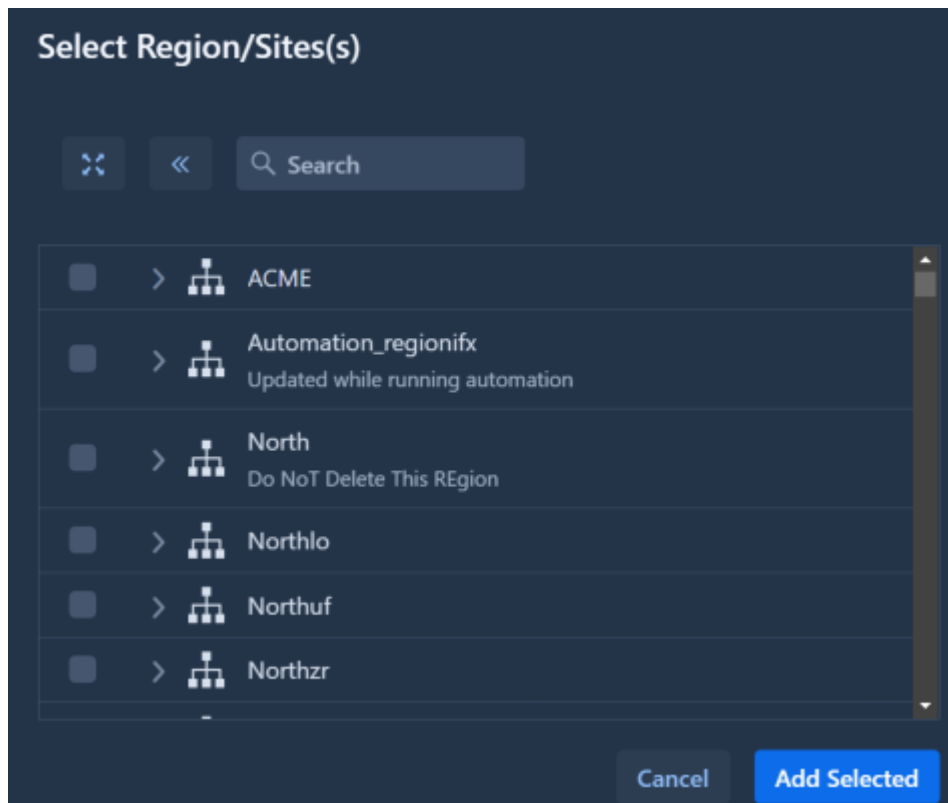 Select Region/Sites(s)
Search
ACME
Automation_regionifx
Updated while running automation
North
Do NoT Delete This REgion
Northlo
Northuf
Northzr
Cancel
Add Selected